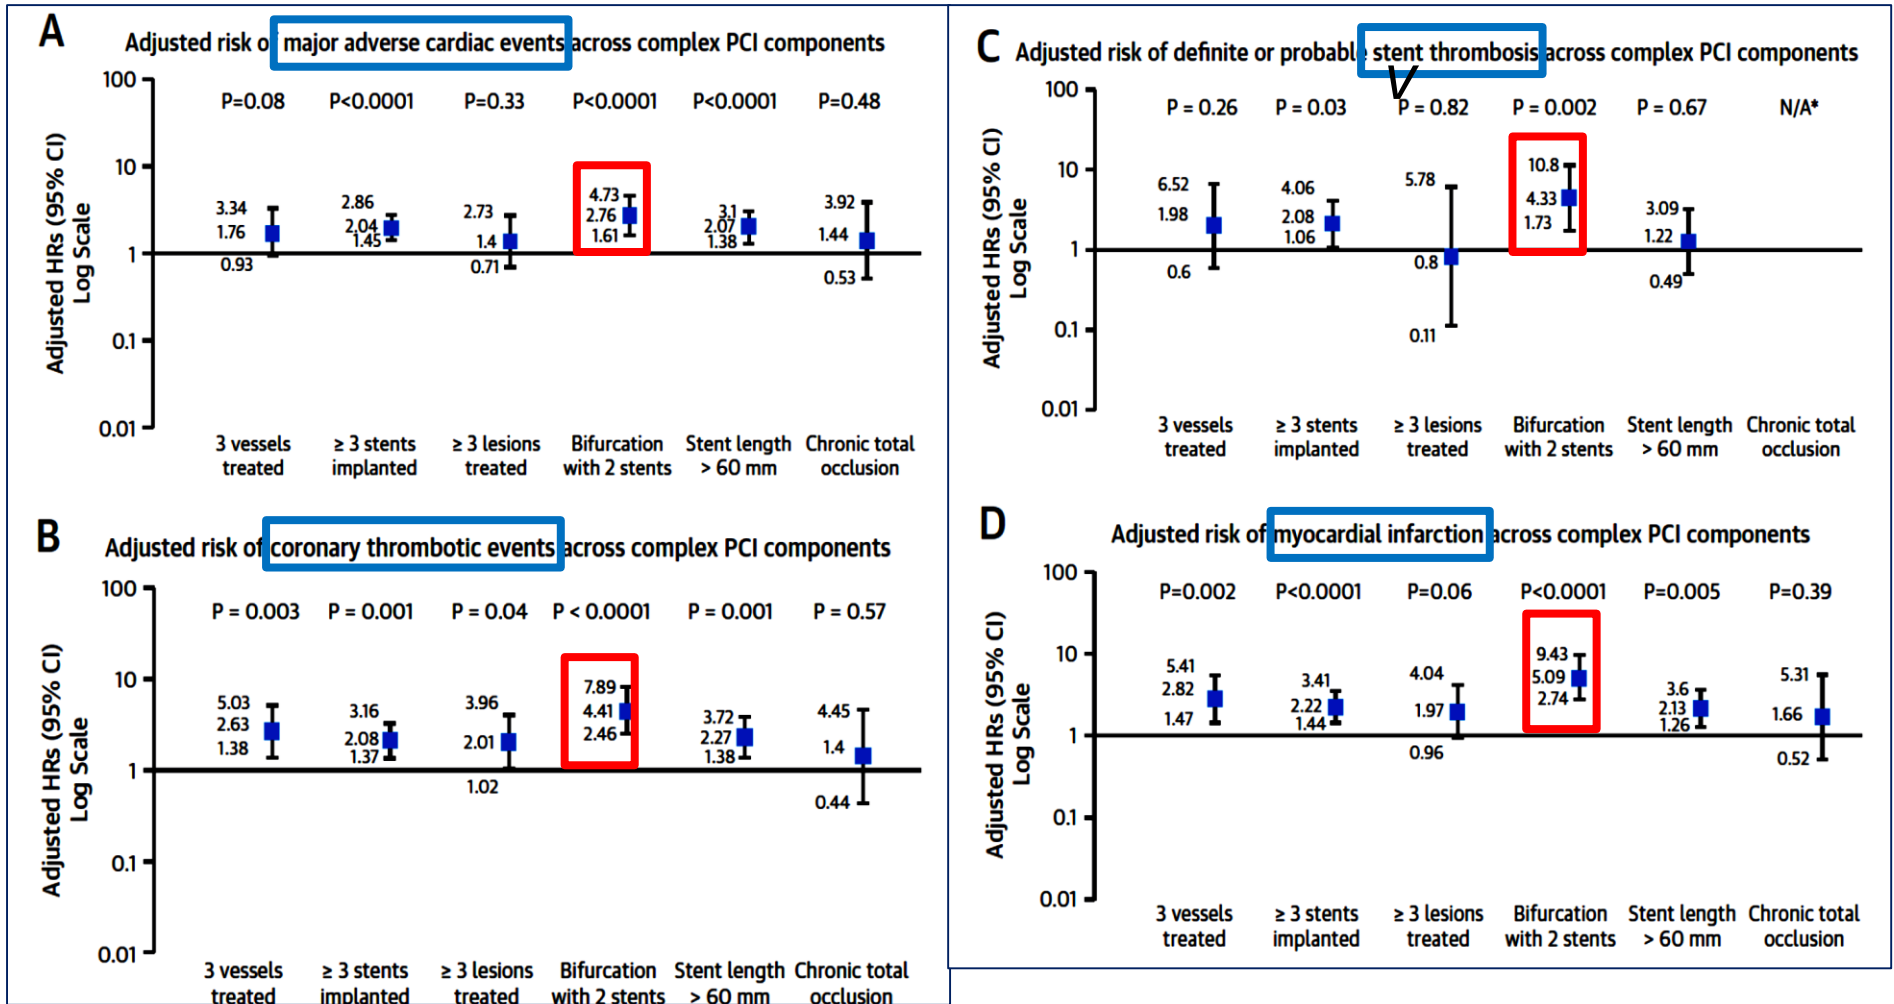 A
Adjusted risk of major adverse cardiac events across complex PCI components
Adjusted HRs (95% CI)
Log Scale
100
10
1
0.1
0.01
P=0.08 P<0.0001 P=0.33 P<0.0001 P<0.0001 P=0.48
3.34
1.76
0.93
2.86
2.04
1.45
2.73
1.4
0.71
4.73
2.76
1.61
3.1
2.07
1.38
3.92
1.44
0.53
3 vessels
treated
≥ 3 stents
implanted
≥ 3 lesions
treated
Bifurcation
with 2 stents
Stent length
> 60 mm
Chronic total
occlusion
B
Adjusted risk of coronary thrombotic events across complex PCI components
Adjusted HRs (95% CI)
Log Scale
100
10
1
0.1
0.01
P = 0.003 P = 0.001 P = 0.04 P < 0.0001 P = 0.001 P = 0.57
5.03
2.63
1.38
3.16
2.08
1.37
3.96
2.01
1.02
7.89
4.41
2.46
3.72
2.27
1.38
4.45
1.4
0.44
3 vessels
treated
≥ 3 stents
implanted
≥ 3 lesions
treated
Bifurcation
with 2 stents
Stent length
> 60 mm
Chronic total
occlusion
C
Adjusted risk of definite or probable stent thrombosis across complex PCI components
V
Adjusted HRs (95% CI)
Log Scale
100
10
1
0.1
0.01
P = 0.26 P = 0.03 P = 0.82 P = 0.002 P = 0.67 N/A*
6.52
1.98
0.6
4.06
2.08
1.06
5.78
0.8
0.11
10.8
4.33
1.73
3.09
1.22
0.49
3 vessels
treated
≥ 3 stents
implanted
≥ 3 lesions
treated
Bifurcation
with 2 stents
Stent length
> 60 mm
Chronic total
occlusion
D
Adjusted risk of myocardial infarction across complex PCI components
Adjusted HRs (95% CI)
Log Scale
100
10
1
0.1
0.01
P=0.002 P<0.0001 P=0.06 P<0.0001 P=0.005 P=0.39
5.41
2.82
1.47
3.41
2.22
1.44
4.04
1.97
0.96
9.43
5.09
2.74
3.6
2.13
1.26
5.31
1.66
0.52
3 vessels
treated
≥ 3 stents
implanted
≥ 3 lesions
treated
Bifurcation
with 2 stents
Stent length
> 60 mm
Chronic total
occlusion